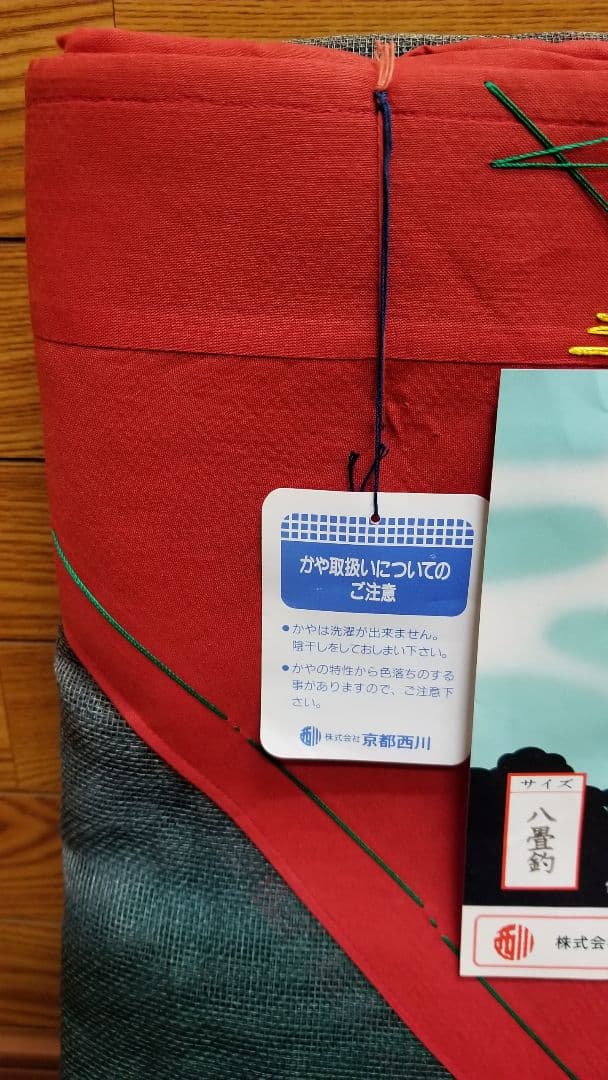 かや取扱いについての
ご注意
●かやは洗濯が出来ません。
陰干しをしておしまい下さい。
●かやの特性から色落ちのする
事がありますので、ご注意下
さい。
西川 株式会社 京都西川
サイズ
八畳釣
西川 株式会